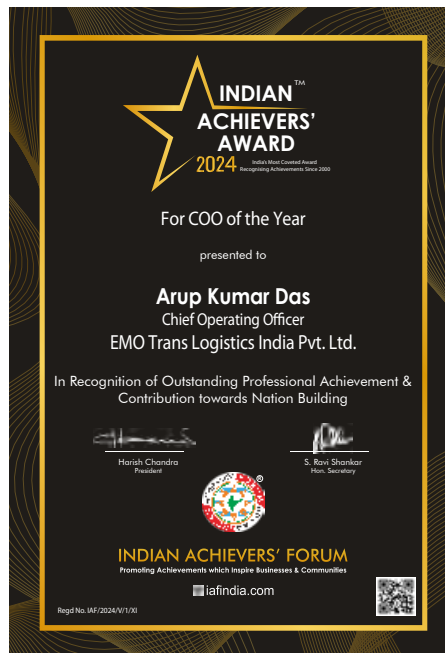 INDIAN™
ACHIEVERS'
AWARD
2024
India's Most Coveted Award
Recognising Achievements Since 2000
For COO of the Year
presented to
Arup Kumar Das
Chief Operating Officer
EMO Trans Logistics India Pvt. Ltd.
In Recognition of Outstanding Professional Achievement &
Contribution towards Nation Building
Harish Chandra
President
S. Ravi Shankar
Hon. Secretary
®
INDIAN ACHIEVERS' FORUM
Promoting Achievements which Inspire Businesses & Communities
iafindia.com
Regd No. IAF/2024/V/1/XI